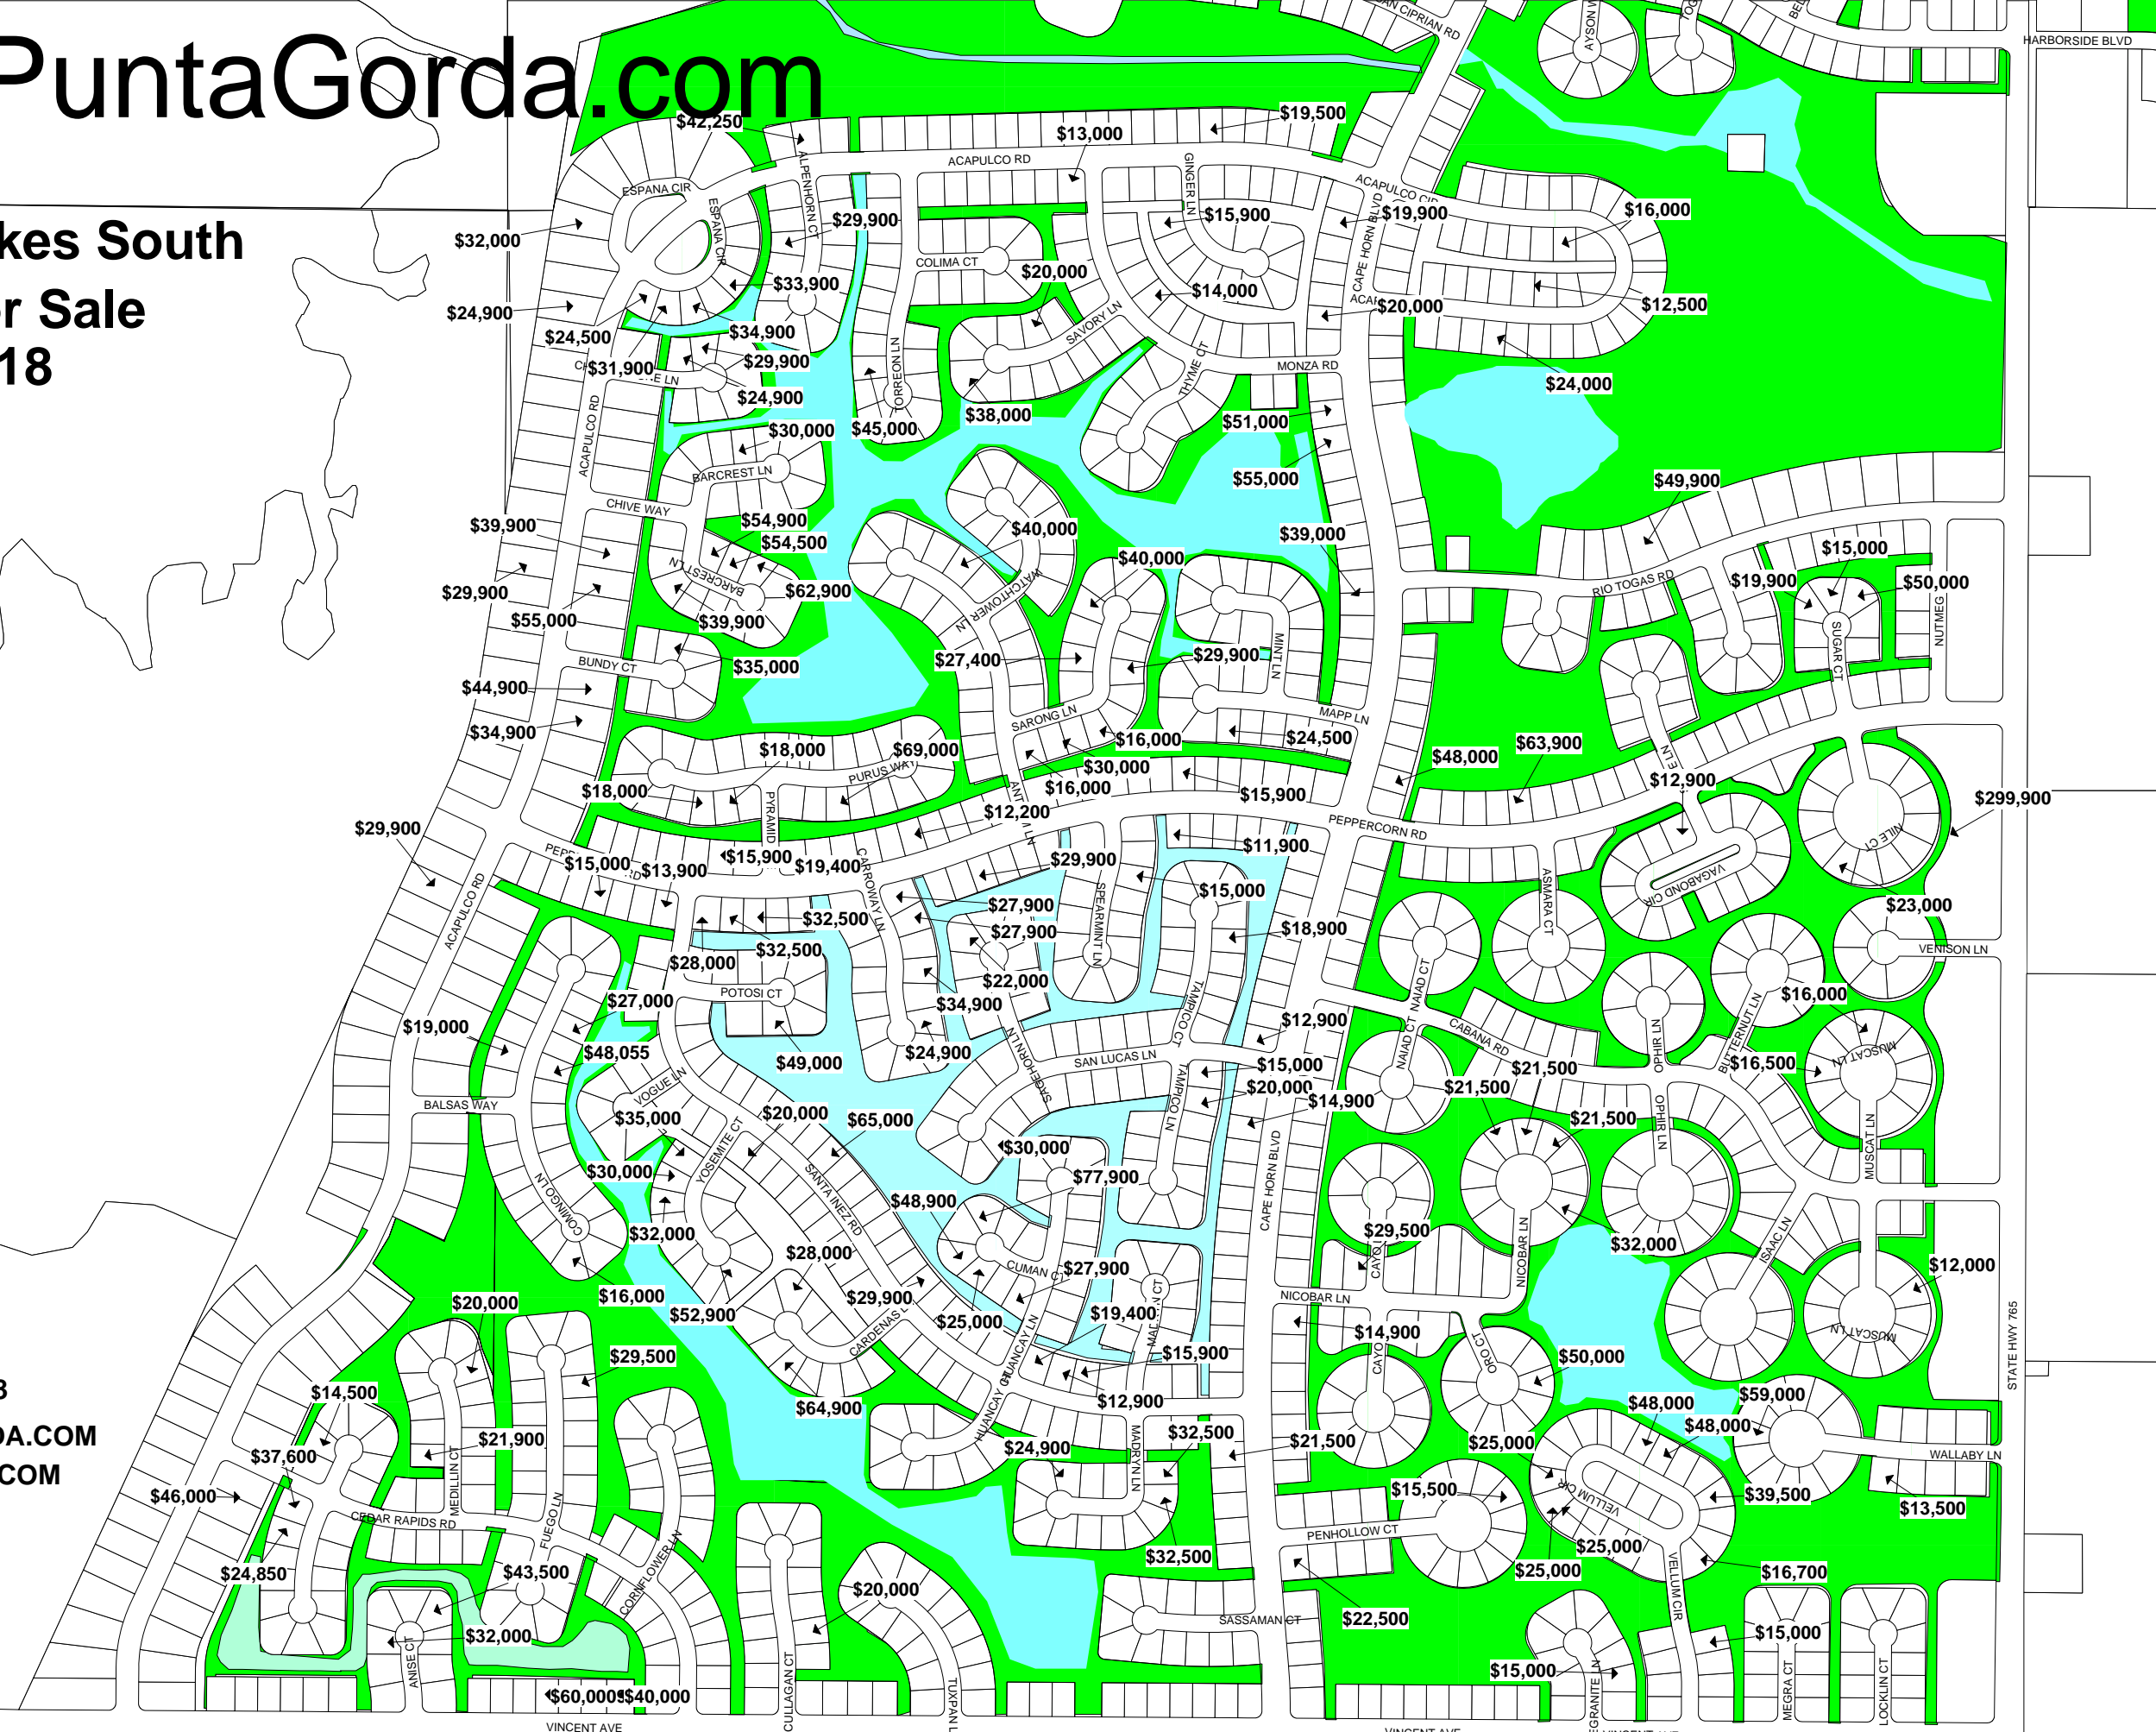 PuntaGorda.com
kes South
r Sale
18
3
DA.COM
COM
AN CIPRIAN RD
HARBORSIDE BLVD
$42,250
$19,500
$13,000
ACAPULCO RD
ALPENHORN CT
GINGER LN
ESPANA CIR
ESPANA CIR
ACAPULCO CIR
$32,000
$29,900
$15,900
$19,900
$16,000
CAPE HORN BLVD
COLIMA CT
$20,000
$33,900
$14,000
$24,900
$20,000
$12,500
$24,500
$34,900
SAVORY LN
$29,900
$31,900
TORREON LN
THYME CT
MONZA RD
$24,000
$24,900
$38,000
$45,000
$51,000
$30,000
ACAPULCO RD
BARCREST LN
$55,000
$49,900
CHIVE WAY
$39,900
$54,900
$54,500
$40,000
$39,000
$40,000
$15,000
BARCREST LN
WATCHTOWER LN
RIO TOGAS RD
$19,900
$50,000
$29,900
$62,900
$55,000
$39,900
NUTMEG
SUGAR CT
MINT LN
$35,000
$27,400
$29,900
BUNDY CT
$44,900
SARONG LN
MAPP LN
$34,900
$18,000
$69,000
$16,000
$24,500
$48,000
$63,900
PURUS WAY
$30,000
$12,900
$18,000
$16,000
$15,900
$299,900
PYRAMID
$12,200
PEPPERCORN RD
$29,900
$11,900
NILE CT
$15,000
$13,900
$15,900
$19,400
$29,900
CARROWAY LN
SPEARMINT LN
ASMARA CT
VAGABOND CIR
$15,000
$23,000
ACAPULCO RD
$27,900
$32,500
$27,900
$18,900
$32,500
$28,000
VENISON LN
POTOSI CT
$22,000
NAIAD CT
$16,000
$27,000
$34,900
TAMPICO CT
$19,000
$12,900
CABANA RD
$48,055
$49,000
$24,900
SAGEHORN LN
SAN LUCAS LN
NAIAD CT
OPHIR LN
BUTTERNUT LN
MUSCAT LN
$15,000
$21,500
$16,500
VOGUE LN
$20,000
$21,500
BALSAS WAY
$35,000
$20,000
$65,000
TAMPICO LN
$14,900
$21,500
OPHIR LN
YOSEMITE CT
$30,000
MUSCAT LN
$30,000
SANTA INEZ RD
$77,900
CAPE HORN BLVD
COMINGO LN
$48,900
$32,000
$29,500
NICOBAR LN
$32,000
ISAAC LN
$28,000
CUMAN CT
$27,900
$12,000
$16,000
$52,900
$29,900
NICOBAR LN
$20,000
$25,000
$19,400
CARDENAS
HUANCAY LN
$14,900
MUSCAT LN
STATE HWY 765
$29,500
$15,900
ORO CT
$50,000
$14,500
$64,900
$12,900
$59,000
HUANCAY CT
$48,000
$48,000
$21,900
$24,900
$32,500
$21,500
$25,000
$37,600
MADRYN LN
WALLABY LN
MEDILLIN CT
$46,000
$15,500
VELLUM CIR
$39,500
$13,500
CEDAR RAPIDS RD
FUEGO LN
PENHOLLOW CT
$25,000
$32,500
$24,850
$43,500
$25,000
$16,700
CORNFLOWER LN
$20,000
VELLUM CIR
SASSAMAN CT
$22,500
$32,000
$15,000
ANISE CT
$15,000
CULLAGAN CT
MEGRA CT
LOCKLIN CT
$60,000
$40,000
TUXPAN L
EGRANITE LN
VINCENT AVE
VINCENT AVE